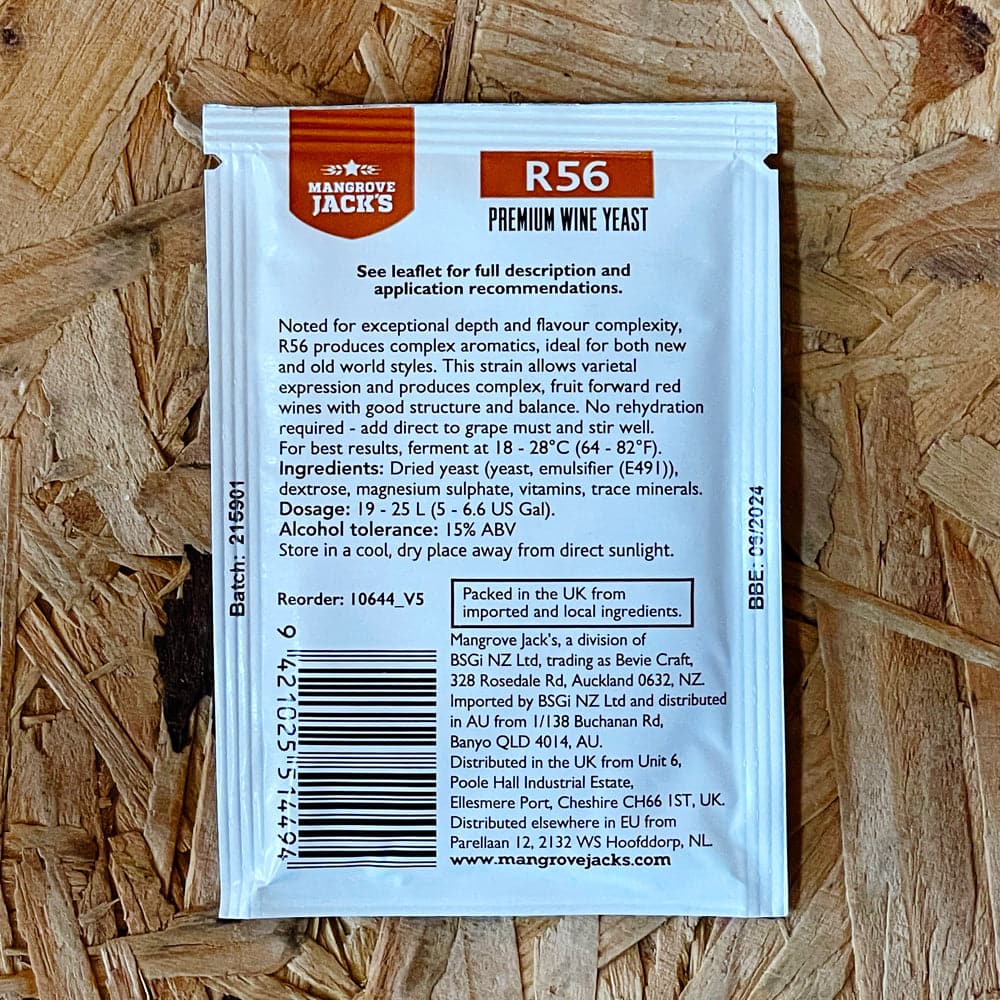 MANGROVE
JACK'S
R56
PREMIUM WINE YEAST
See leaflet for full description and
application recommendations.
Noted for exceptional depth and flavour complexity,
R56 produces complex aromatics, ideal for both new
and old world styles. This strain allows varietal
expression and produces complex, fruit forward red
wines with good structure and balance. No rehydration
required - add direct to grape must and stir well.
For best results, ferment at 18 - 28°C (64 - 82°F).
Ingredients: Dried yeast (yeast, emulsifier (E491)),
dextrose, magnesium sulphate, vitamins, trace minerals.
Dosage: 19 - 25 L (5 - 6.6 US Gal).
Alcohol tolerance: 15% ABV
Store in a cool, dry place away from direct sunlight.
Batch: 215901
BBE: 09/2024
Reorder: 10644_V5
Packed in the UK from
imported and local ingredients.
9 421025 514494
Mangrove Jack's, a division of
BSGi NZ Ltd, trading as Bevie Craft,
328 Rosedale Rd, Auckland 0632, NZ.
Imported by BSGi NZ Ltd and distributed
in AU from 1/138 Buchanan Rd,
Banyo QLD 4014, AU.
Distributed in the UK from Unit 6,
Poole Hall Industrial Estate,
Ellesmere Port, Cheshire CH66 1ST, UK.
Distributed elsewhere in EU from
Parellaan 12, 2132 WS Hoofddorp, NL.
www.mangrovejacks.com